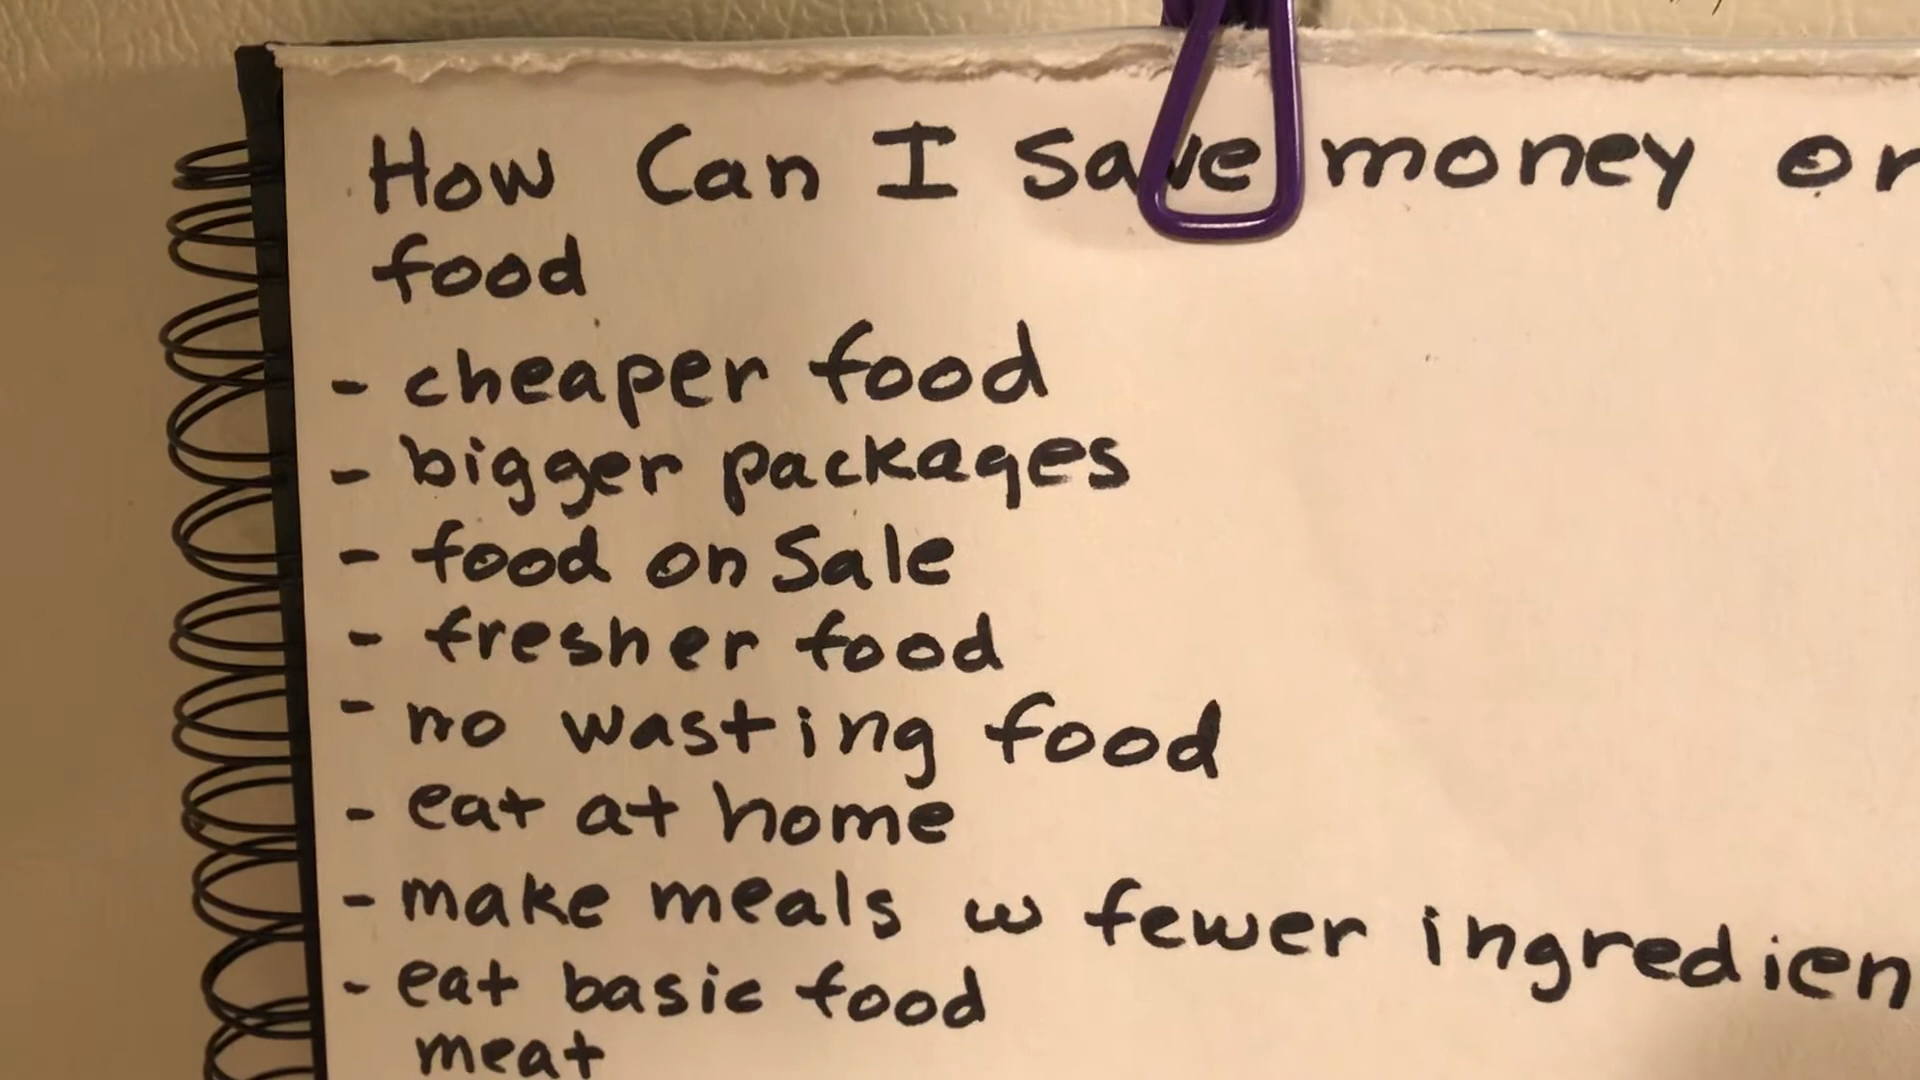 How Can I save money on
food
- cheaper food
- bigger packages
- food on Sale
- fresher food
- no wasting food
- eat at home
- make meals w fewer ingredien
- eat basic food
meat